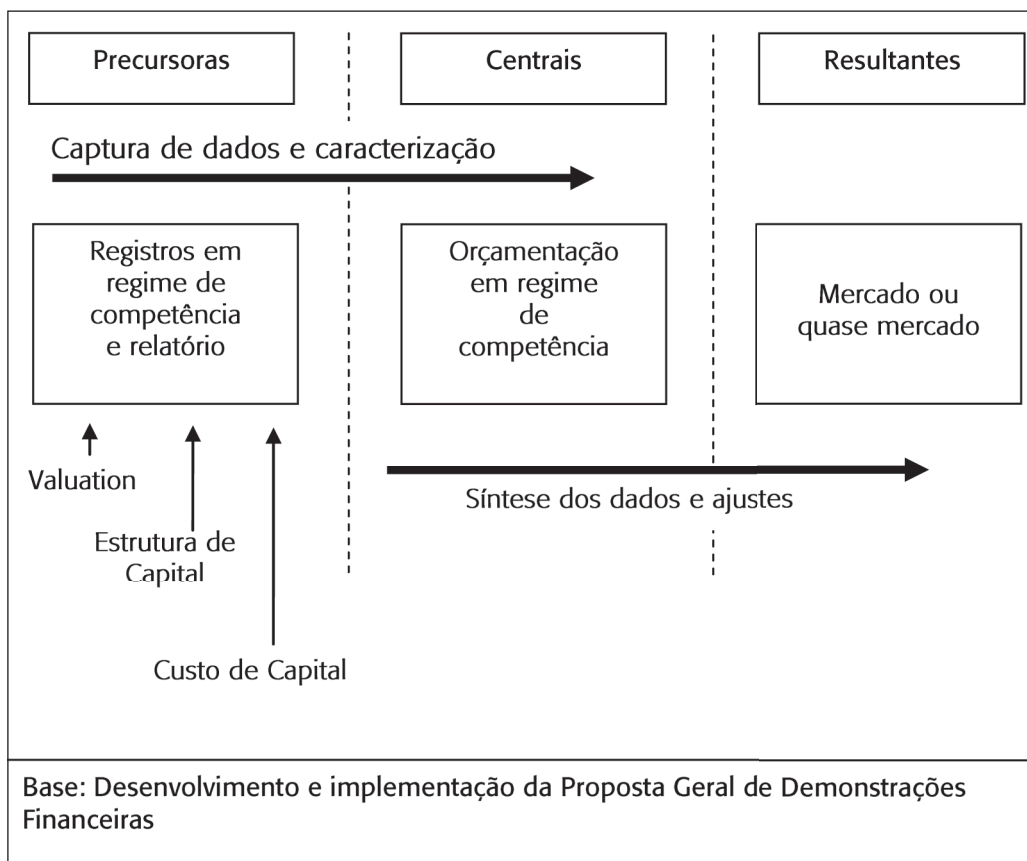 Precursoras
Centrais
Resultantes
Captura de dados e caracterização
Registros em
regime de
competência
e relatório
Orçamentação
em regime
de
competência
Mercado ou
quase mercado
Valuation
Estrutura de
Capital
Custo de Capital
Síntese dos dados e ajustes
Base: Desenvolvimento e implementação da Proposta Geral de Demonstrações
Financeiras